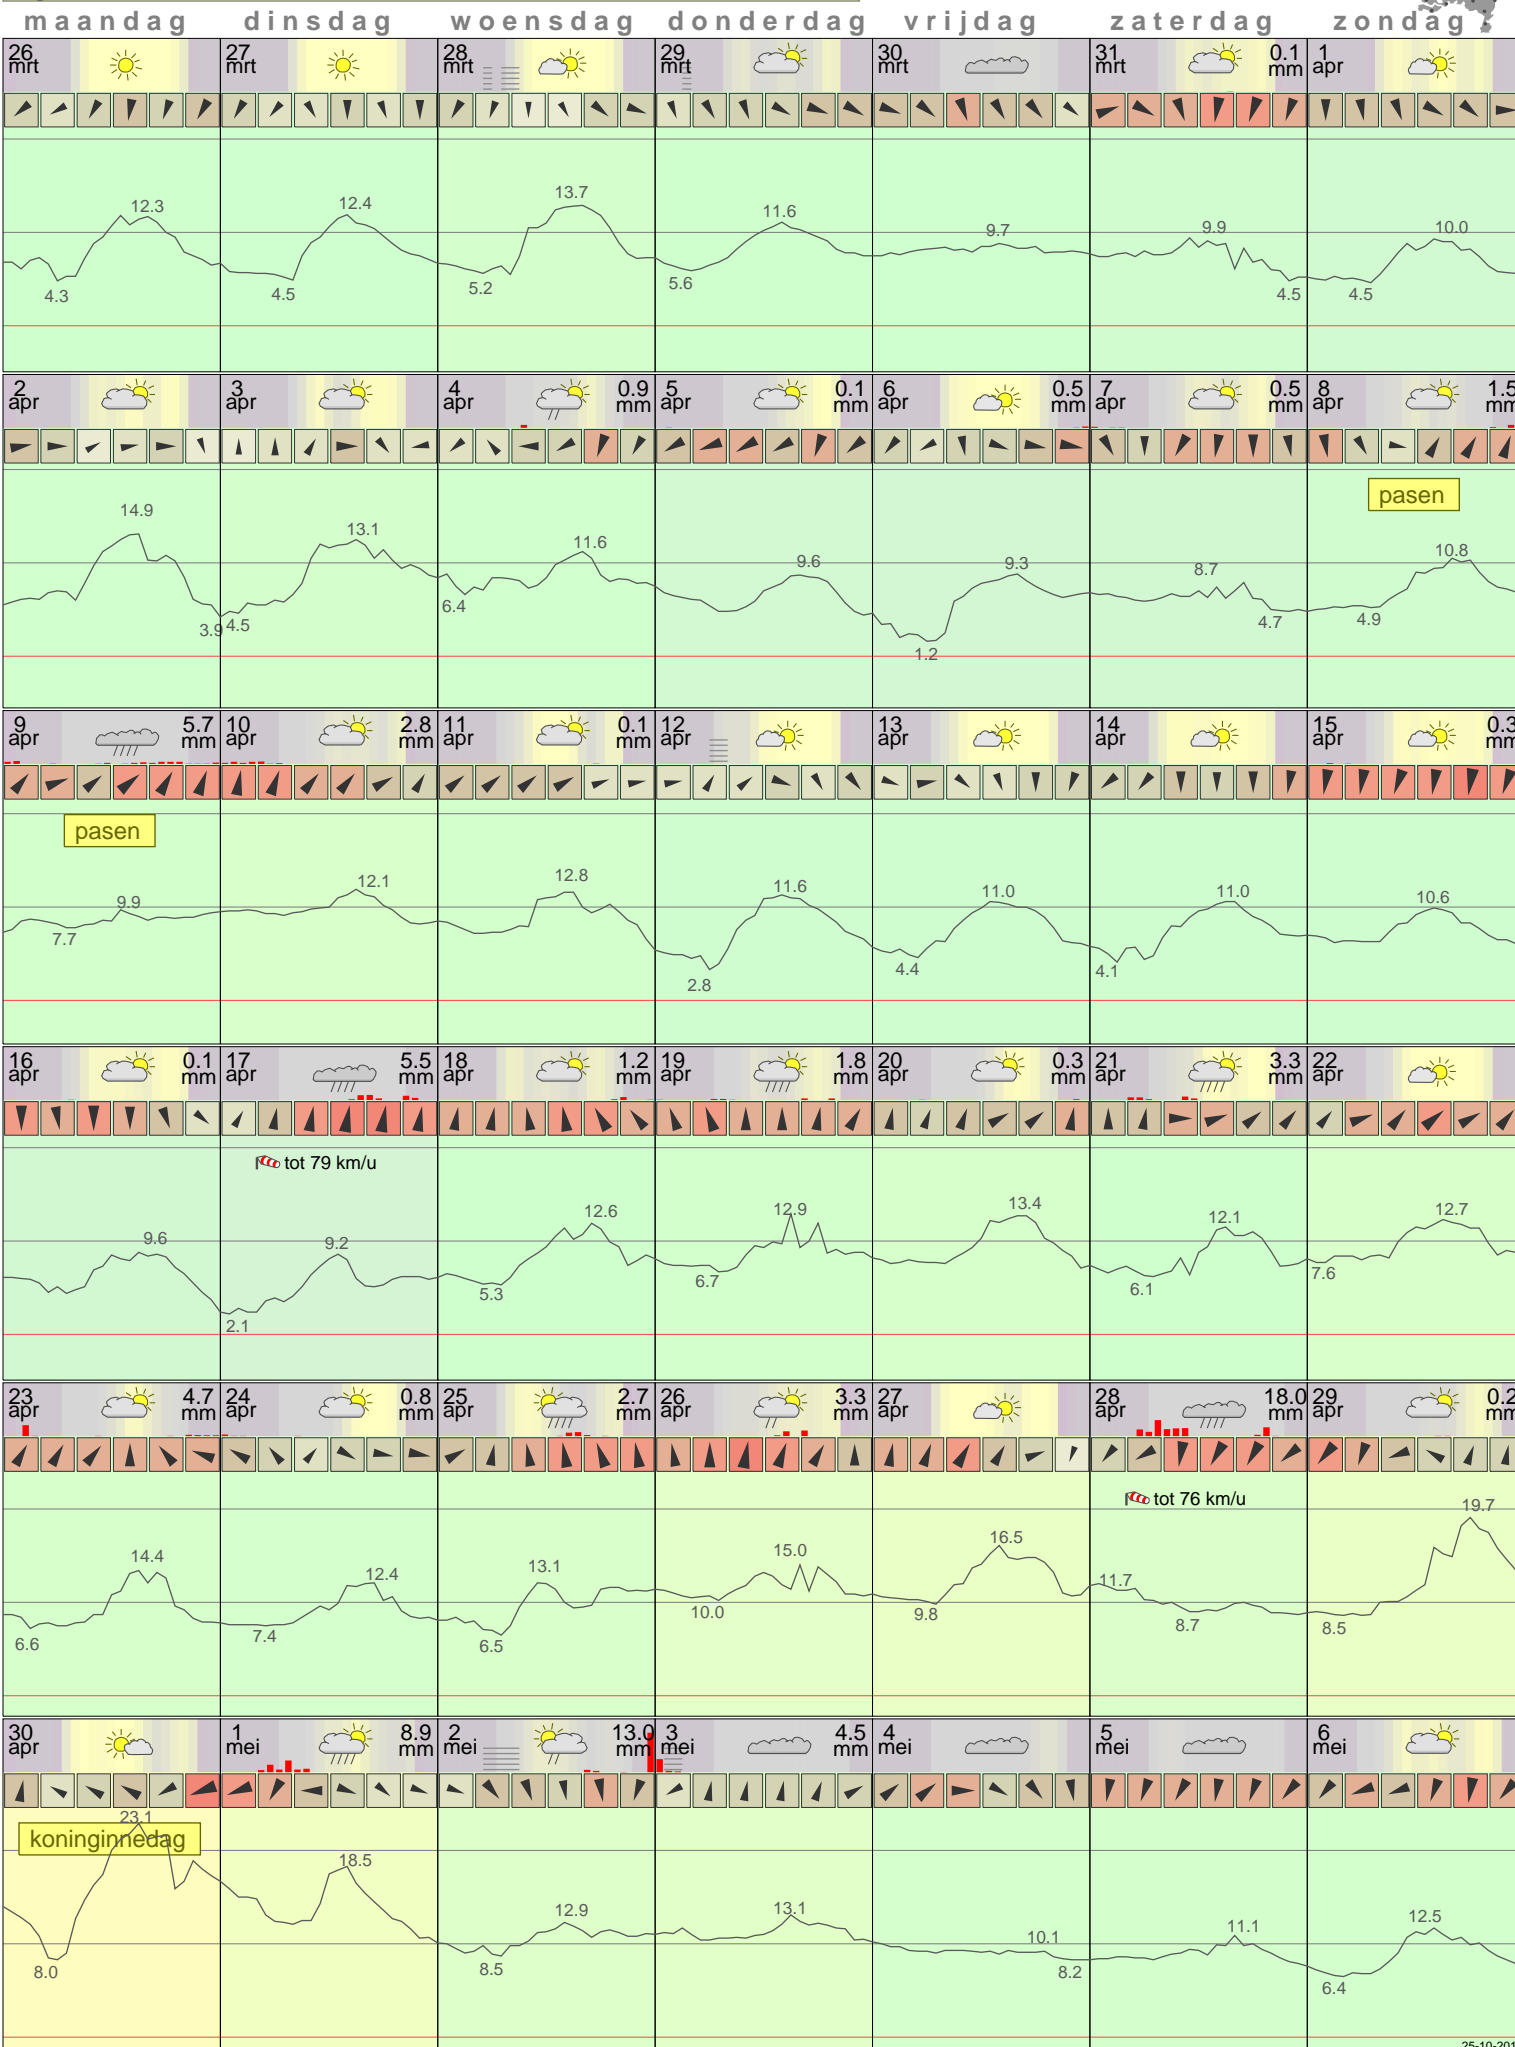 maandag dinsdag woensdag donderdag vrijdag zaterdag zondag
26 27 28 29 30 31 0.1 1
mrt mrt mrt mrt mrt mrt mm apr
12.3 12.4 13.7 11.6 9.7 9.9 10.0
4.3 4.5 5.2 5.6 4.5 4.5
2 3 4 0.9 5 0.1 6 0.5 7 0.5 8 1.5
apr apr apr mm apr mm apr mm apr mm apr mm
pasen
14.9 13.1 11.6 9.6 9.3 8.7 10.8
3.9 4.5 6.4 1.2 4.7 4.9
9 5.7 10 2.8 11 0.1 12 13 14 15 0.3
apr mm apr mm apr mm apr apr apr apr mm
pasen
9.9 12.1 12.8 11.6 11.0 11.0 10.6
7.7 2.8 4.4 4.1
16 0.1 17 5.5 18 1.2 19 1.8 20 0.3 21 3.3 22
apr mm apr mm apr mm apr mm apr mm apr mm apr
tot 79 km/u
9.6 9.2 12.6 12.9 13.4 12.1 12.7
2.1 5.3 6.7 6.1 7.6
23 4.7 24 0.8 25 2.7 26 3.3 27 28 18.0 29 0.2
apr mm apr mm apr mm apr mm apr apr mm apr mm
tot 76 km/u
14.4 12.4 13.1 15.0 16.5 11.7 19.7
6.6 7.4 6.5 10.0 9.8 8.7 8.5
30 1 8.9 2 13.0 3 4.5 4 5 6
apr mei mm mei mm mei mm mei mei mei
koninginnedag
23.1 18.5 12.9 13.1 10.1 11.1 12.5
8.0 8.5 8.2 6.4
25-10-201